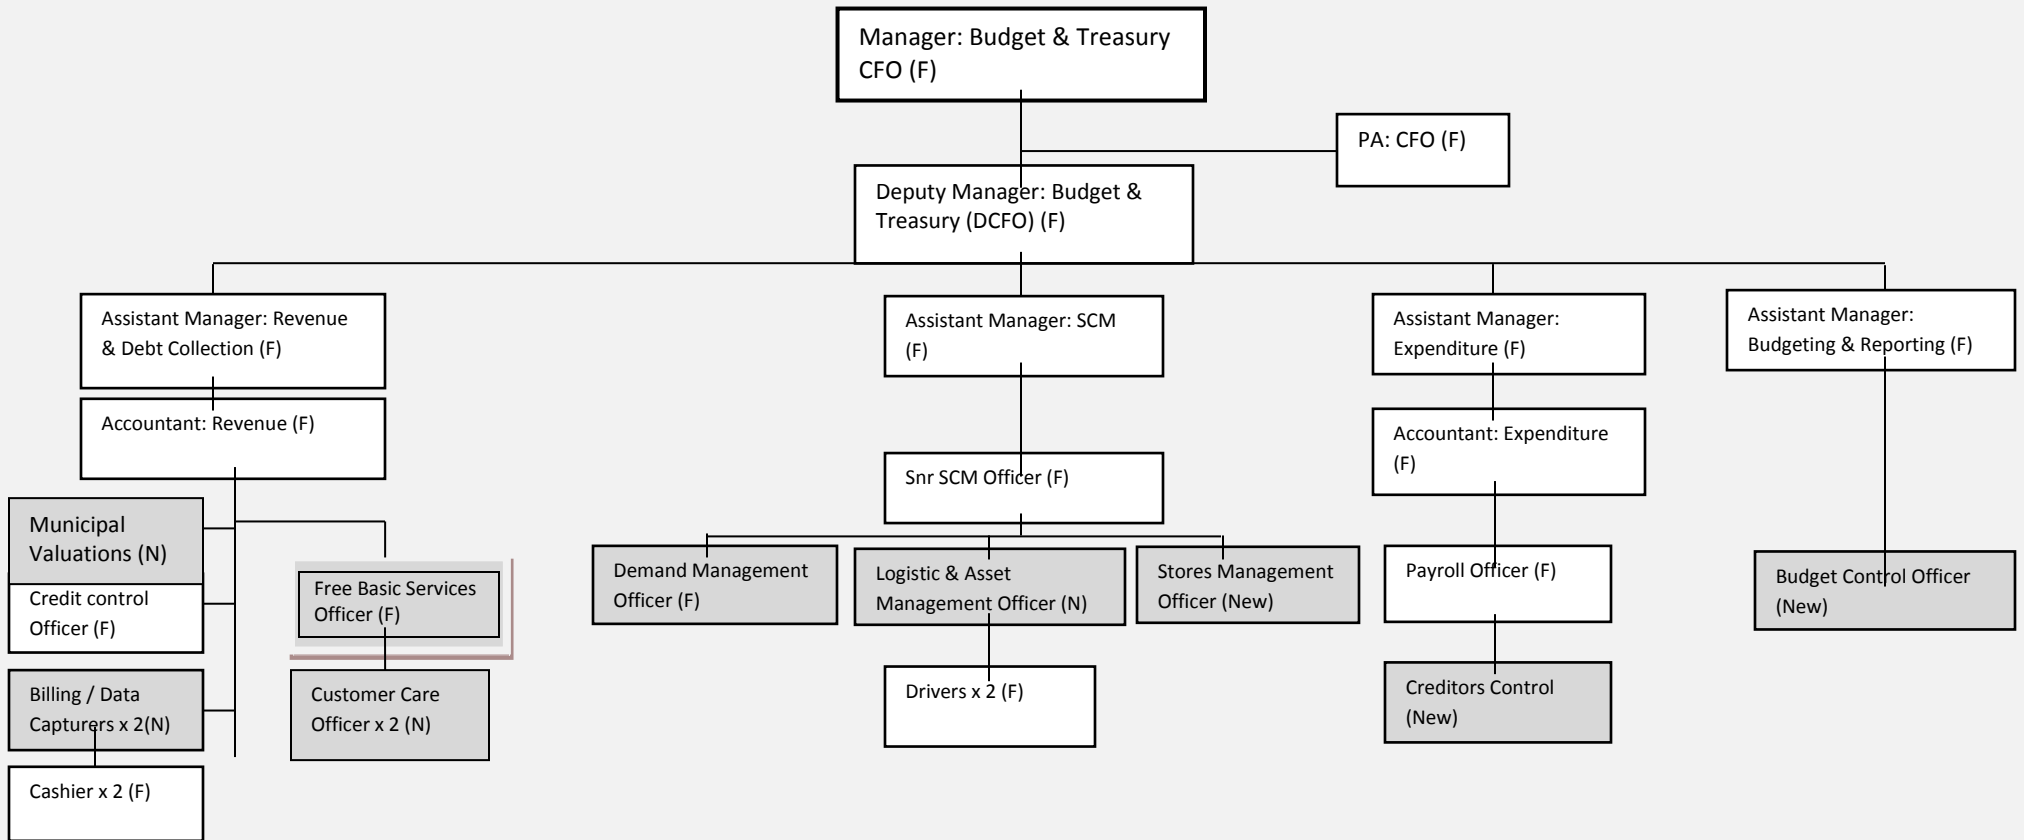 Manager: Budget & Treasury
CFO (F)
PA: CFO (F)
Deputy Manager: Budget &
Treasury (DCFO) (F)
Assistant Manager: Revenue
& Debt Collection (F)
Assistant Manager: SCM
(F)
Assistant Manager:
Expenditure (F)
Assistant Manager:
Budgeting & Reporting (F)
Accountant: Revenue (F)
Accountant: Expenditure
(F)
Snr SCM Officer (F)
Municipal
Valuations (N)
Credit control
Officer (F)
Free Basic Services
Officer (F)
Demand Management
Officer (F)
Logistic & Asset
Management Officer (N)
Stores Management
Officer (New)
Payroll Officer (F)
Budget Control Officer
(New)
Billing / Data
Capturers x 2(N)
Customer Care
Officer x 2 (N)
Drivers x 2 (F)
Creditors Control
(New)
Cashier x 2 (F)